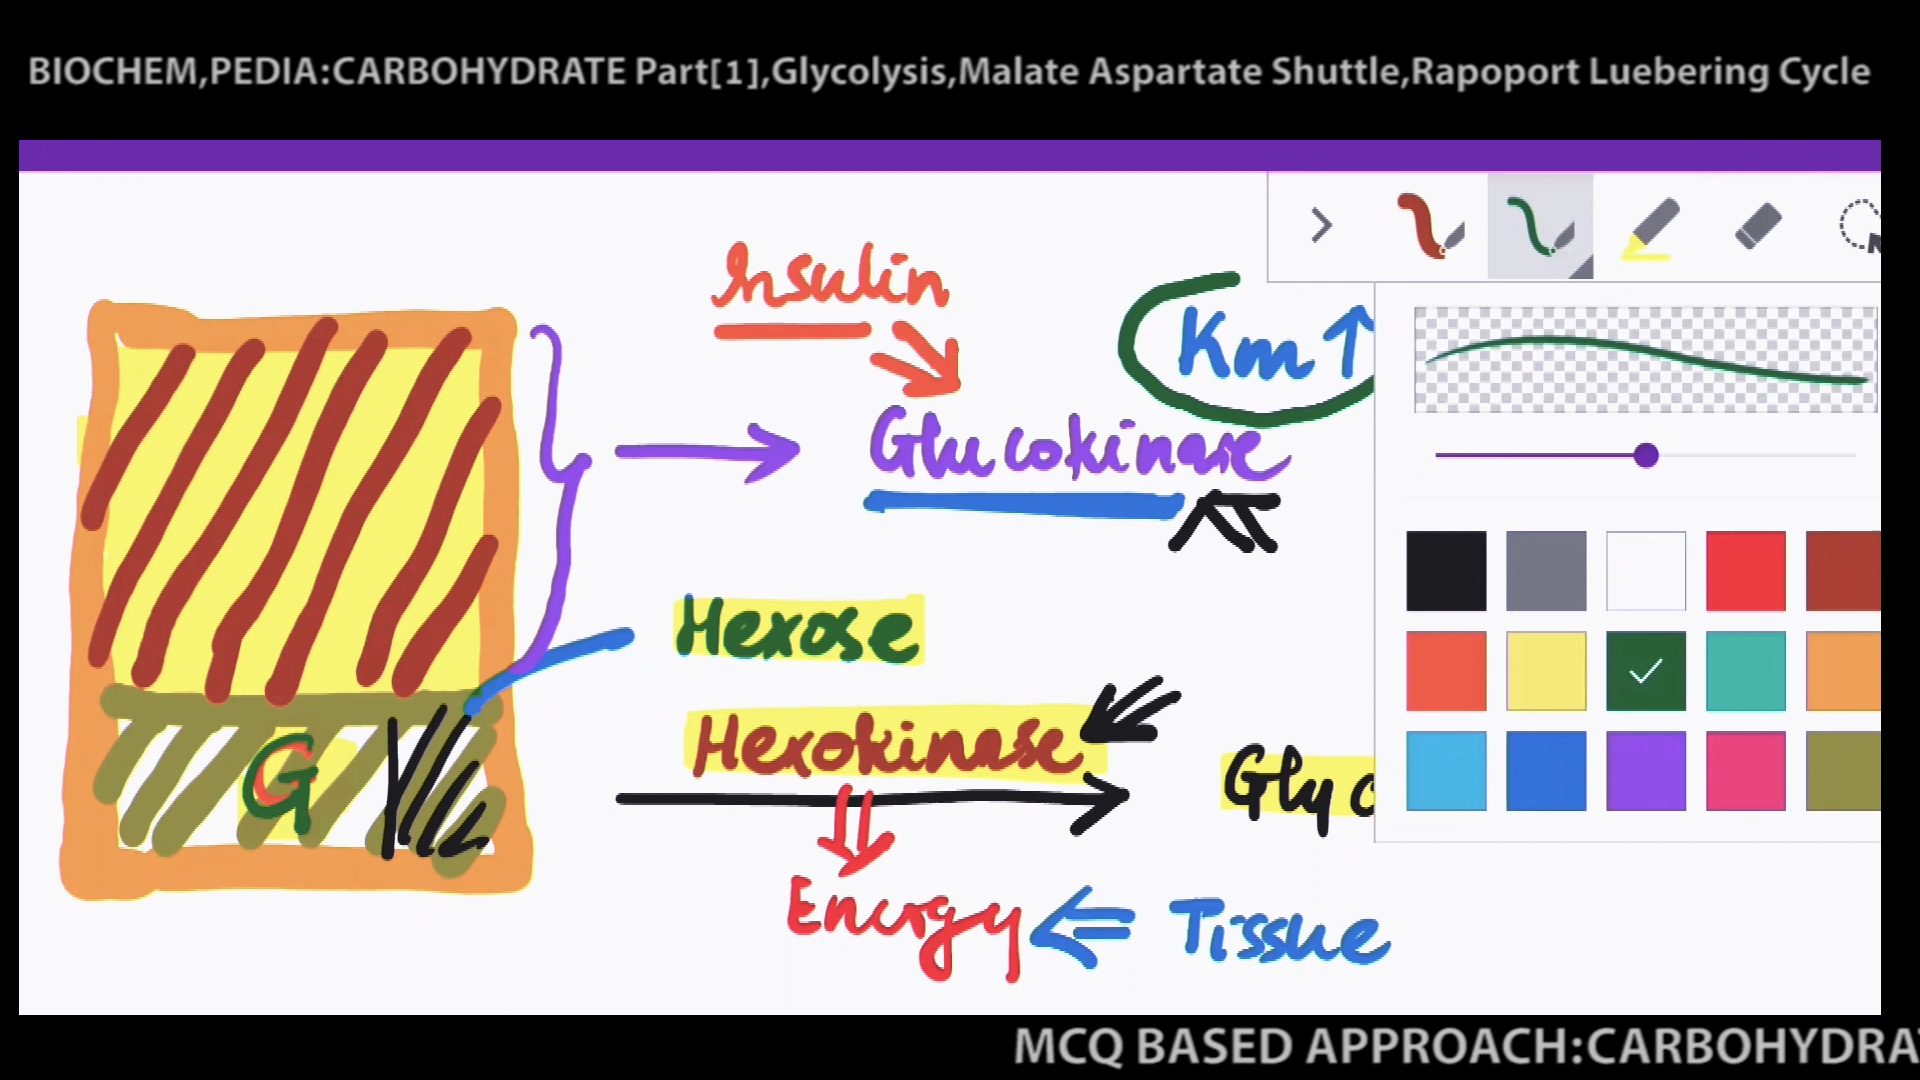 BIOCHEM,PEDIA:CARBOHYDRATE Part[1],Glycolysis,Malate Aspartate Shuttle,Rapoport Luebering Cycle
Insulin
Km↑
Glucokinase
Hexose
Hexokinase
Glyc
G
Energy
Tissue
MCQ BASED APPROACH:CARBOHYDRA